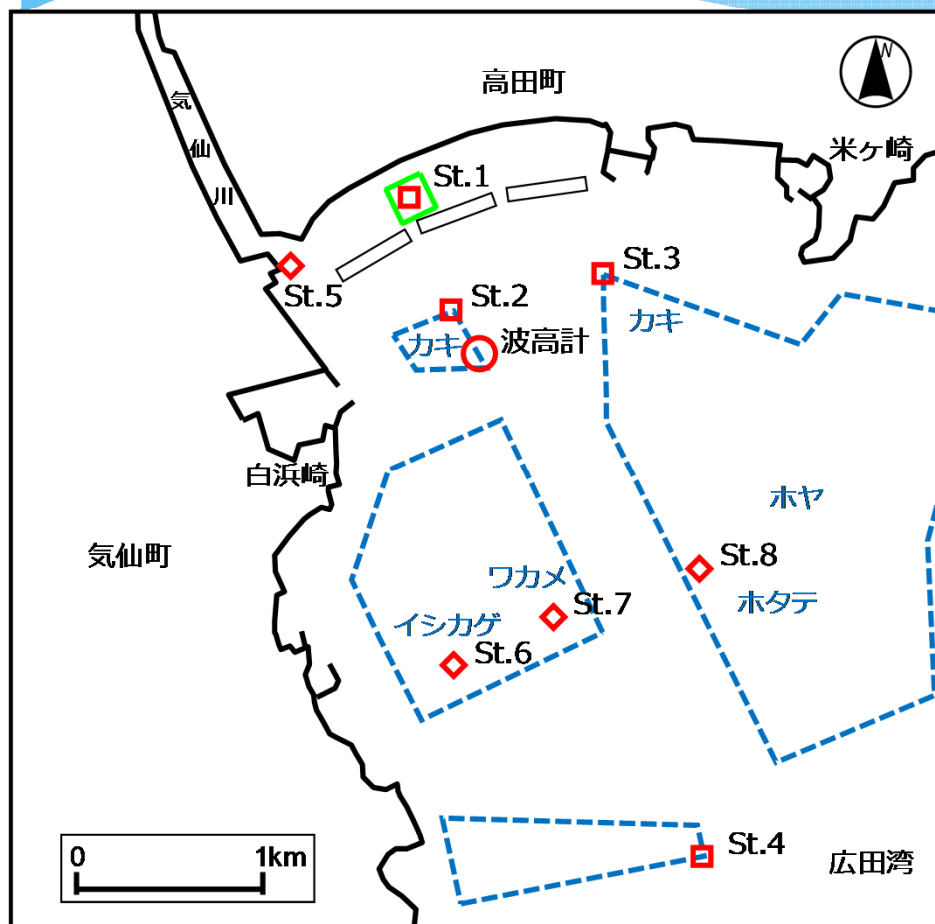 N
高田町
気仙川
米ヶ崎
St.1
St.3
St.5
St.2
カキ
カキ
波高計
白浜崎
ホヤ
気仙町
St.8
ワカメ
ホタテ
イシカゲ
St.7
St.6
0
1km
St.4
広田湾